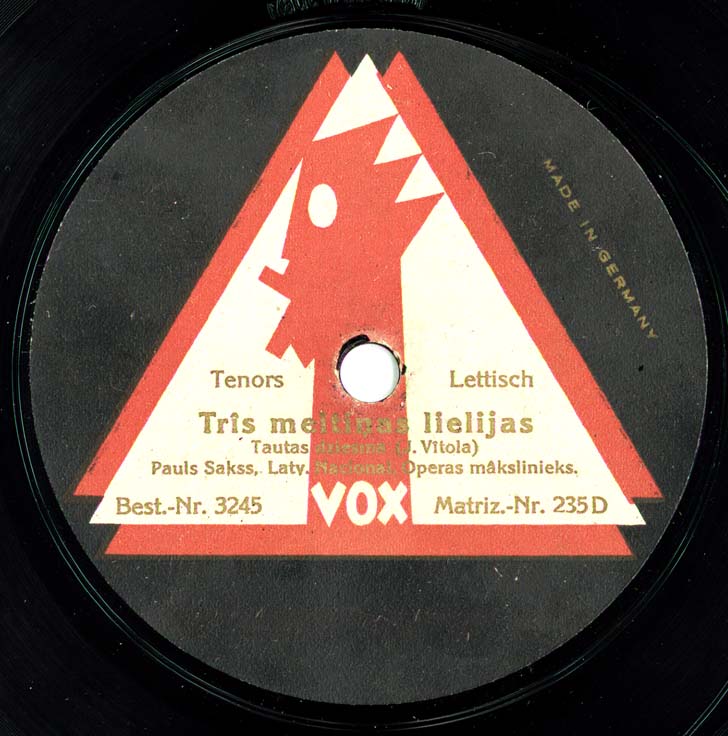 MADE IN GERMANY
Tenors Lettisch
Trîs meitiņas lielijas
Tautas dziesma (J. Vîtola)
Pauls Sakss, Latv. Nacional. Operas mâkslinieks.
Best.-Nr. 3245 VOX Matriz.-Nr. 235 D